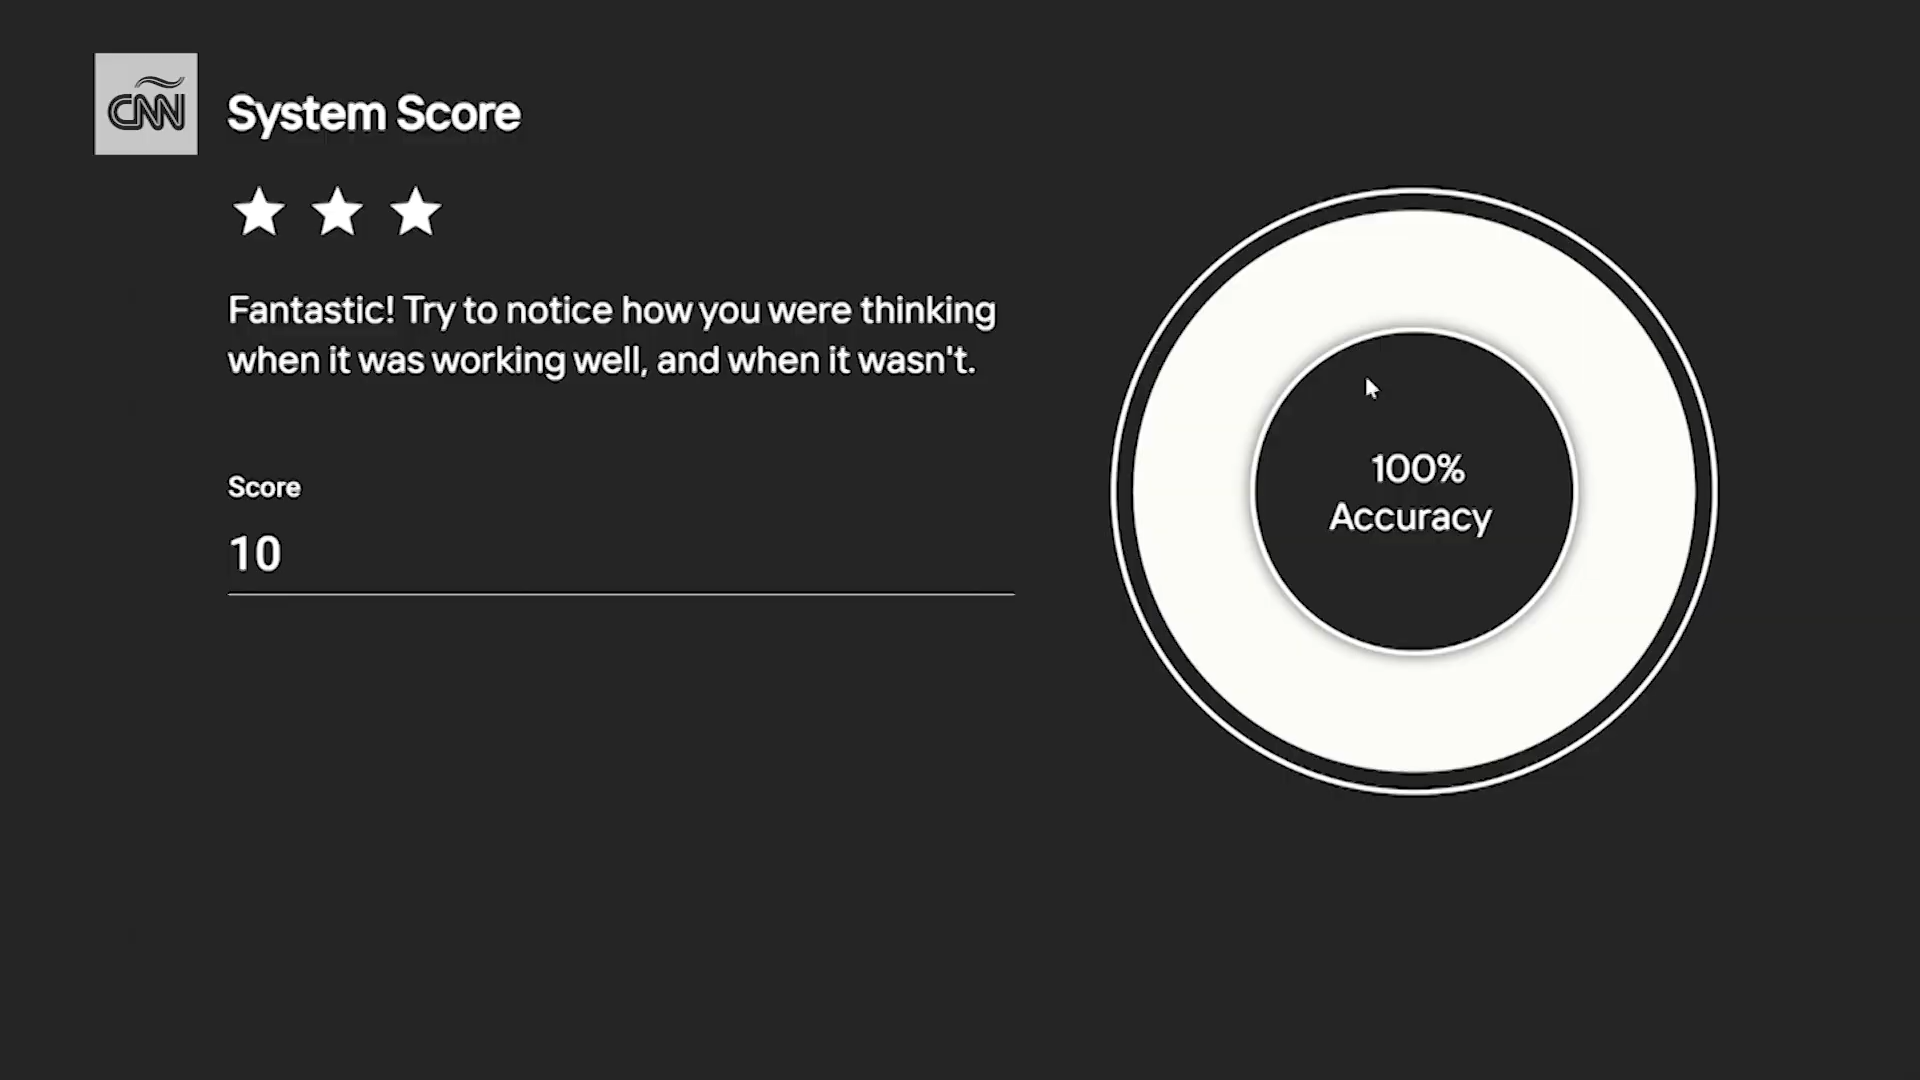 CNN
System Score
Fantastic! Try to notice how you were thinking
when it was working well, and when it wasn't.
Score
10
100%
Accuracy